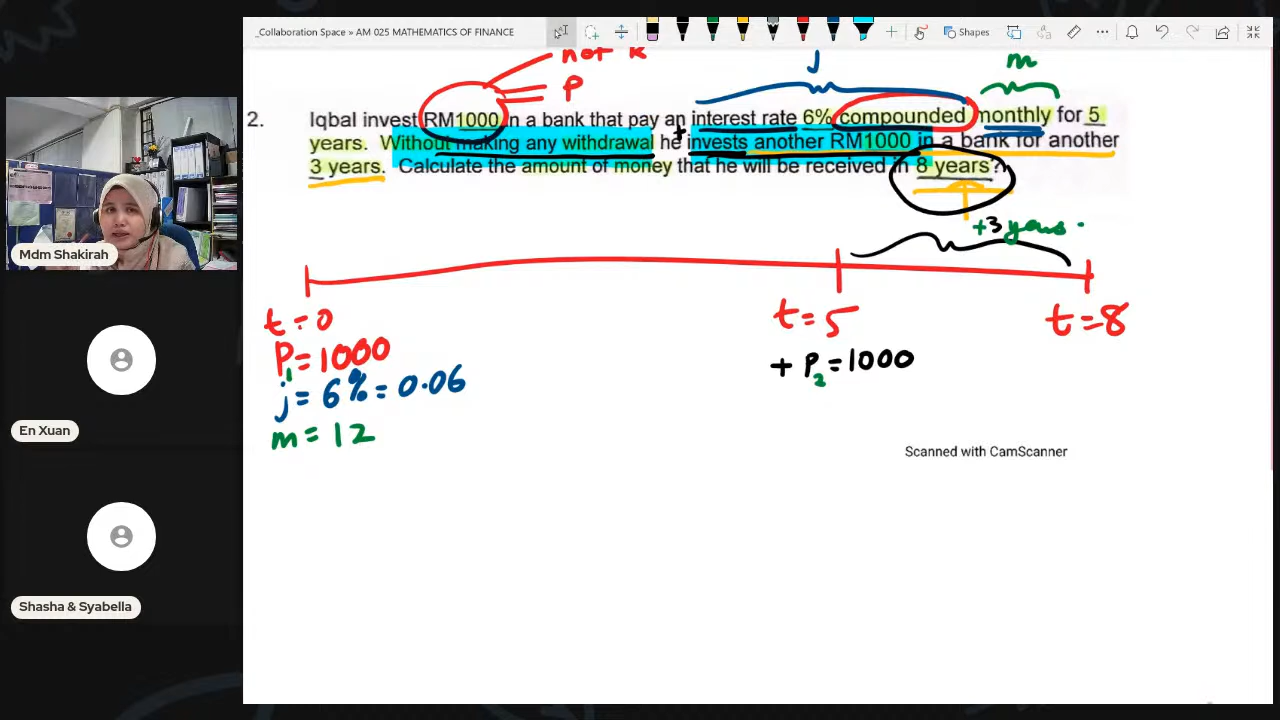 _Collaboration Space » AM 025 MATHEMATICS OF FINANCE
Shapes
not R
P
j
m
2. Iqbal invest RM1000 in a bank that pay an interest rate 6% compounded monthly for 5
years. Without making any withdrawal he invests another RM1000 in a bank for another
3 years. Calculate the amount of money that he will be received in 8 years?
+
+3 years.
t=0
t=5
t=8
P1=1000
+ P2=1000
j= 6%= 0.06
m= 12
Scanned with CamScanner
Mdm Shakirah
En Xuan
Shasha & Syabella